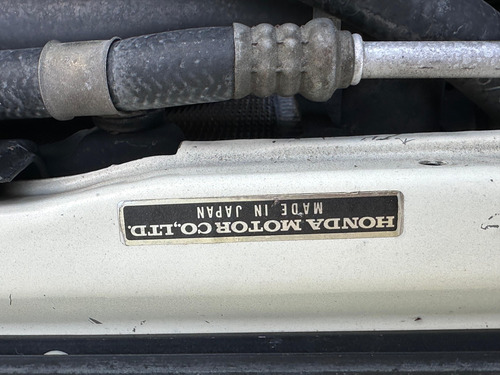 HONDA MOTOR CO.,LTD.
MADE IN JAPAN